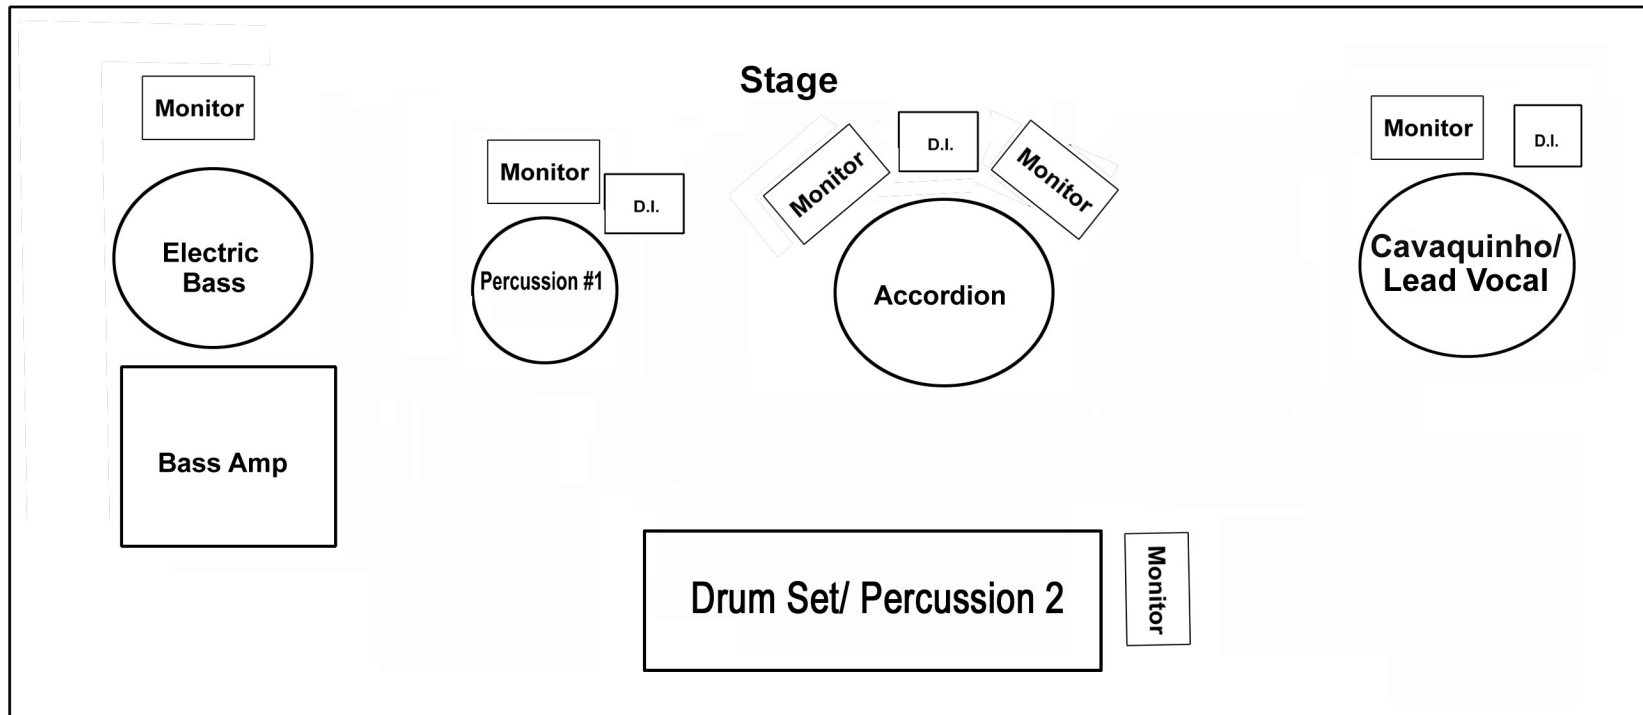 Stage
Monitor
Monitor
D.I.
Monitor
D.I.
Monitor
Monitor
D.I.
Electric
Bass
Percussion #1
Accordion
Cavaquinho/
Lead Vocal
Bass Amp
Drum Set/ Percussion 2
Monitor